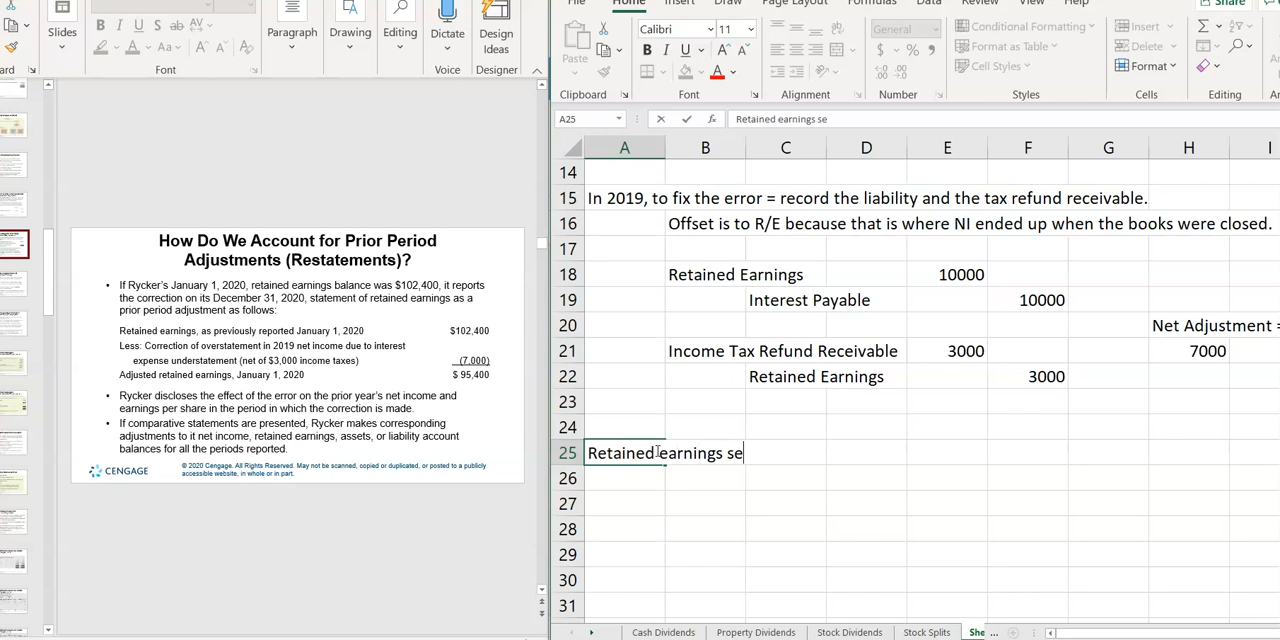 File Home Insert Draw Page Layout Formulas Data Review View Help Share
Slides
Paragraph Drawing Editing Dictate Design Ideas
Font Voice Designer
Calibri 11 General Conditional Formatting Insert
Paste B I U $ % Format as Table Delete
Cell Styles Format
Clipboard Font Alignment Number Styles Cells Editing
A25 fx Retained earnings se
A B C D E F G H I
14
15 In 2019, to fix the error = record the liability and the tax refund receivable.
16 Offset is to R/E because that is where NI ended up when the books were closed.
17
18 Retained Earnings 10000
19 Interest Payable 10000
20 Net Adjustment =
21 Income Tax Refund Receivable 3000 7000
22 Retained Earnings 3000
23
24
25 Retained earnings se
26
27
28
29
30
31
Cash Dividends Property Dividends Stock Dividends Stock Splits She ...
How Do We Account for Prior Period
Adjustments (Restatements)?
• If Rycker's January 1, 2020, retained earnings balance was $102,400, it reports
the correction on its December 31, 2020, statement of retained earnings as a
prior period adjustment as follows:
Retained earnings, as previously reported January 1, 2020 $102,400
Less: Correction of overstatement in 2019 net income due to interest
expense understatement (net of $3,000 income taxes) (7,000)
Adjusted retained earnings, January 1, 2020 $ 95,400
• Rycker discloses the effect of the error on the prior year's net income and
earnings per share in the period in which the correction is made.
• If comparative statements are presented, Rycker makes corresponding
adjustments to it net income, retained earnings, assets, or liability account
balances for all the periods reported.
CENGAGE
© 2020 Cengage. All Rights Reserved. May not be scanned, copied or duplicated, or posted to a publicly
accessible website, in whole or in part.